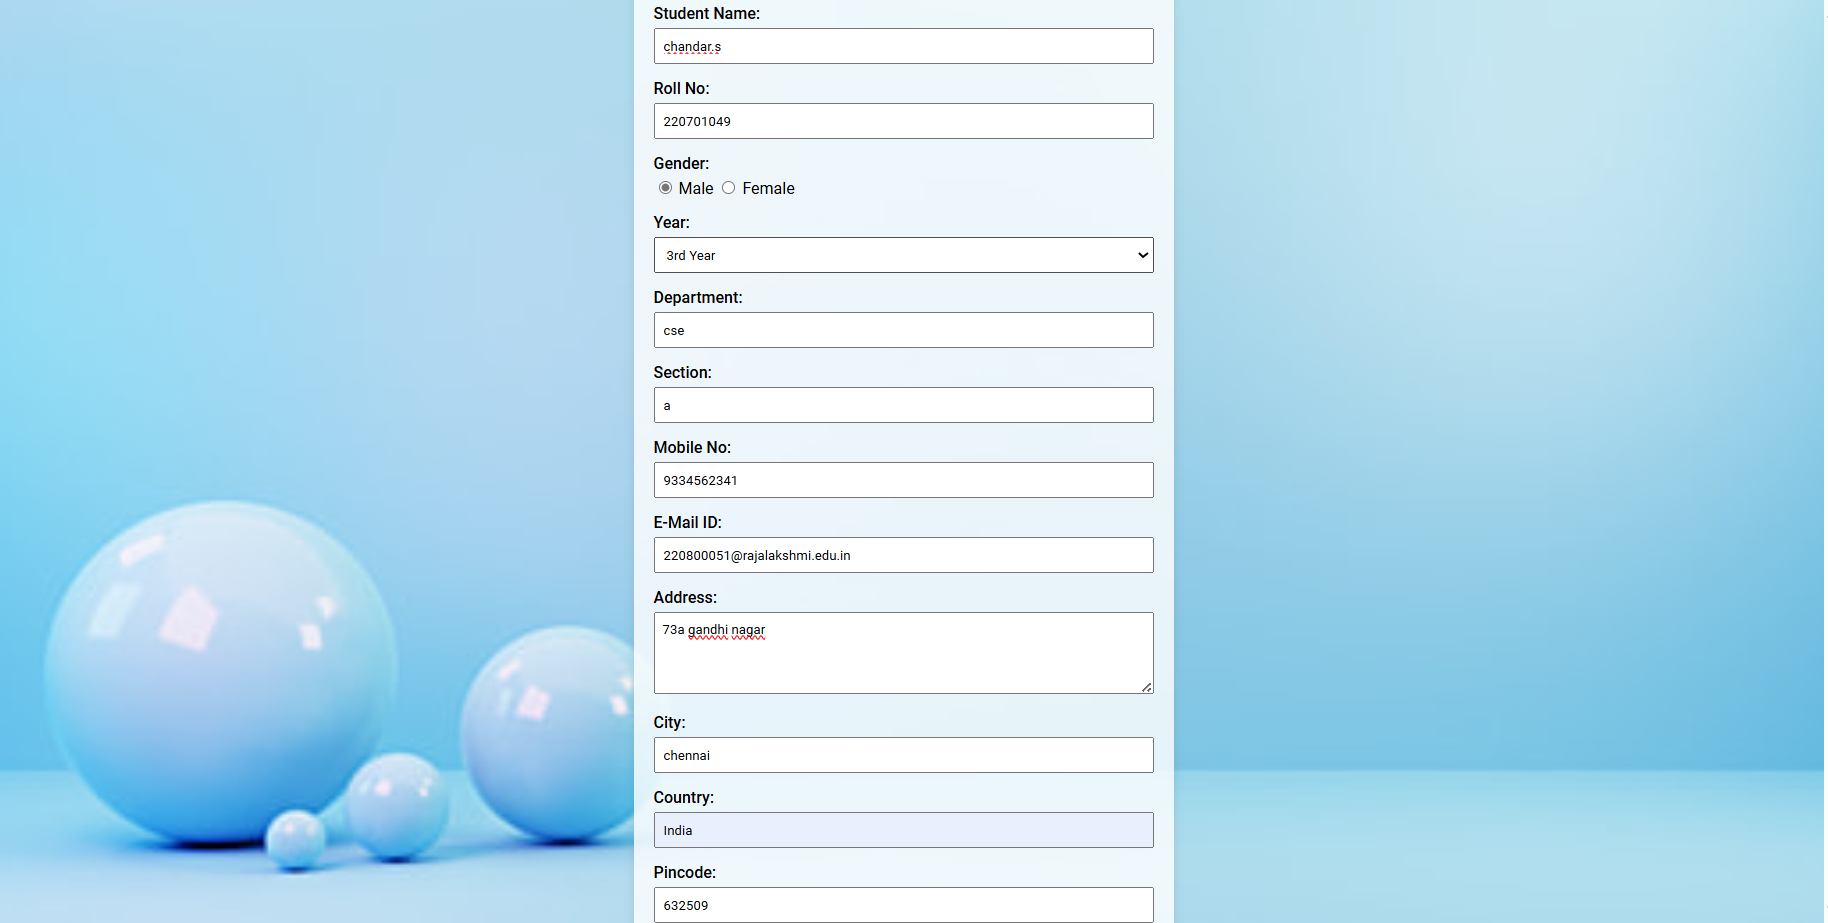 Student Name:
chandar.s
Roll No:
220701049
Gender:
Male Female
Year:
3rd Year
Department:
cse
Section:
a
Mobile No:
9334562341
E-Mail ID:
220800051@rajalakshmi.edu.in
Address:
73a gandhi nagar
City:
chennai
Country:
India
Pincode:
632509